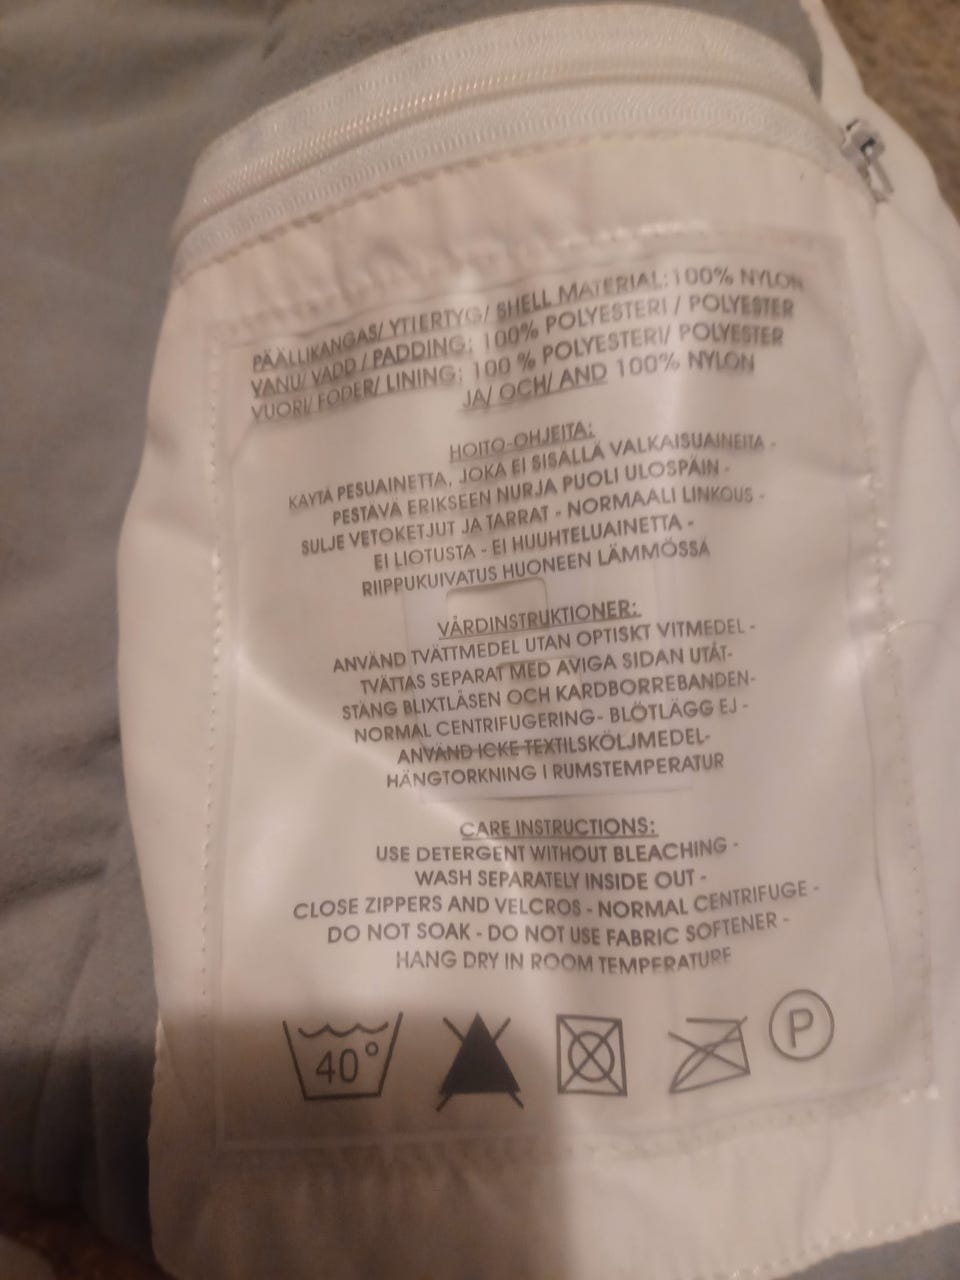 PÄÄLLIKANGAS/ YTIERTYG/ SHELL MATERIAL: 100% NYLON
VANU/ VADD / PADDING: 100% POLYESTERI / POLYESTER
VUORI/ FODER/ LINING: 100 % POLYESTERI/ POLYESTER
JA/ OCH/ AND 100% NYLON
HOITO-OHJEITA:
KÄYTÄ PESUAINETTA, JOKA EI SISÄLLÄ VALKAISUAINEITA -
PESTÄVÄ ERIKSEEN NURJA PUOLI ULOSPÄIN -
SULJE VETOKETJUT JA TARRAT - NORMAALI LINKOUS -
EI LIOTUSTA - EI HUUHTELUAINETTA -
RIIPPUKUIVATUS HUONEEN LÄMMÖSSÄ
VÅRDINSTRUKTIONER:
ANVÄND TVÄTTMEDEL UTAN OPTISKT VITMEDEL -
TVÄTTAS SEPARAT MED AVIGA SIDAN UTÅT-
STÄNG BLIXTLÅSEN OCH KARDBORREBANDEN-
NORMAL CENTRIFUGERING- BLÖTLÄGG EJ -
ANVÄND ICKE TEXTILSKÖLJMEDEL-
HÄNGTORKNING I RUMSTEMPERATUR
CARE INSTRUCTIONS:
USE DETERGENT WITHOUT BLEACHING -
WASH SEPARATELY INSIDE OUT -
CLOSE ZIPPERS AND VELCROS - NORMAL CENTRIFUGE -
DO NOT SOAK - DO NOT USE FABRIC SOFTENER -
HANG DRY IN ROOM TEMPERATURE
40° P